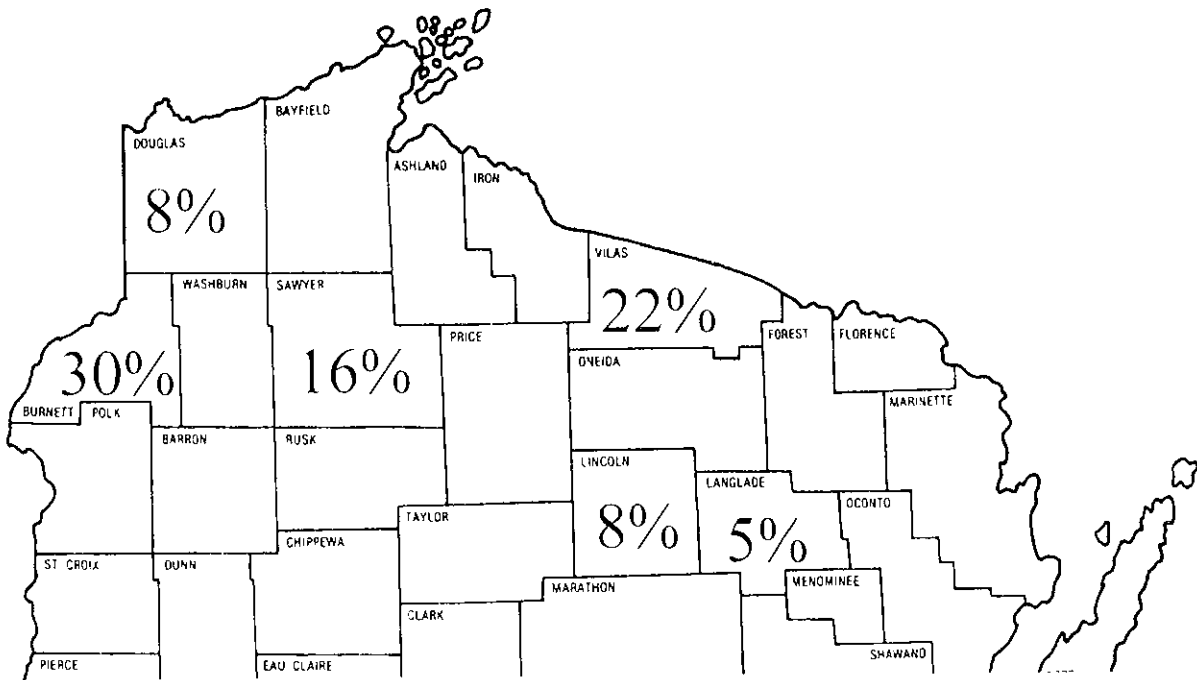 BAYFIELD
DOUGLAS
ASHLAND
IRON
8%
VILAS
WASHBURN
SAWYER
22%
PRICE
FOREST
FLORENCE
30%
16%
ONEIDA
BURNETT
POLK
MARINETTE
BARRON
RUSK
LINCOLN
LANGLADE
OCONTO
TAYLOR
8%
5%
CHIPPEWA
ST CROIX
DUNN
MENOMINEE
MARATHON
CLARK
SHAWANO
PIERCE
EAU CLAIRE